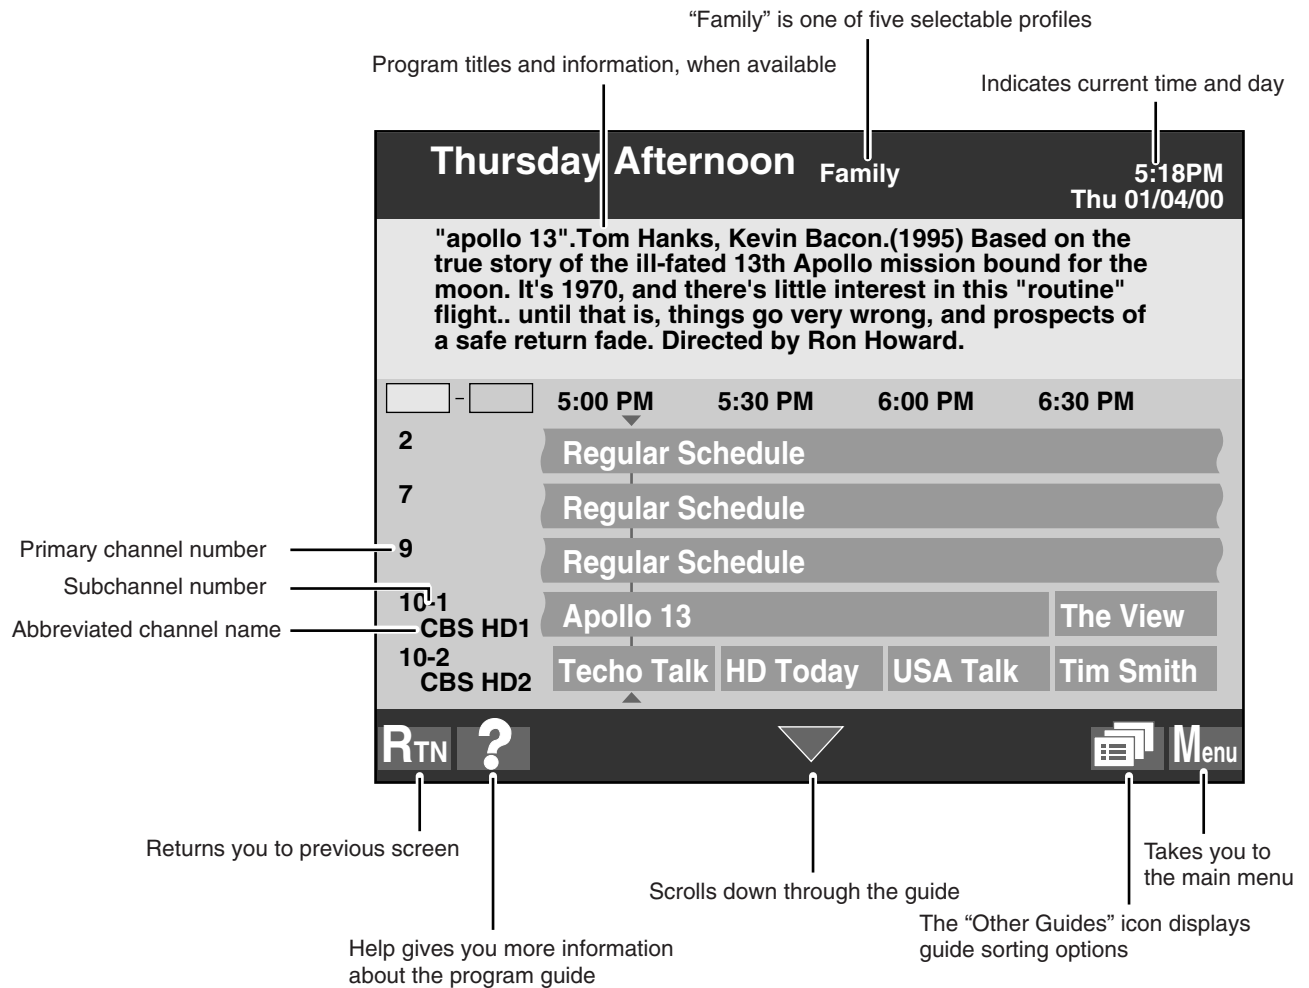 “Family” is one of five selectable profiles
Program titles and information, when available
Indicates current time and day
Thursday Afternoon
Family
5:18PM
Thu 01/04/00
"apollo 13".Tom Hanks, Kevin Bacon.(1995) Based on the
true story of the ill-fated 13th Apollo mission bound for the
moon. It's 1970, and there's little interest in this "routine"
flight.. until that is, things go very wrong, and prospects of
a safe return fade. Directed by Ron Howard.
– 5:00 PM 5:30 PM 6:00 PM 6:30 PM
2 Regular Schedule
7 Regular Schedule
Primary channel number 9 Regular Schedule
Subchannel number
10-1 Apollo 13 The View
Abbreviated channel name CBS HD1
10-2 Techo Talk HD Today USA Talk Tim Smith
CBS HD2
RTN ? Menu
Returns you to previous screen
Takes you to
the main menu
Scrolls down through the guide
The “Other Guides” icon displays
guide sorting options
Help gives you more information
about the program guide